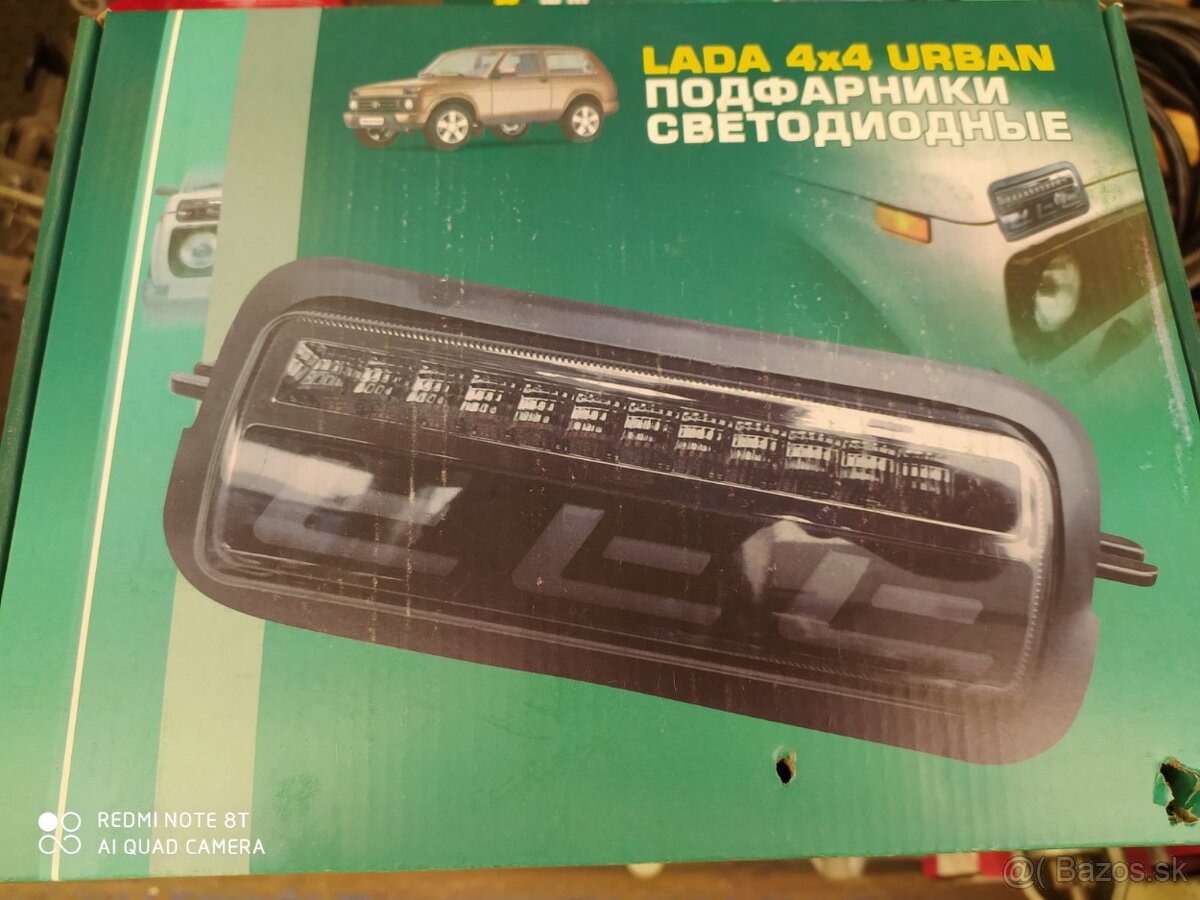 LADA 4x4 URBAN
ПОДФАРНИКИ
СВЕТОДИОДНЫЕ
REDMI NOTE 8T
AI QUAD CAMERA
@( Bazos.sk